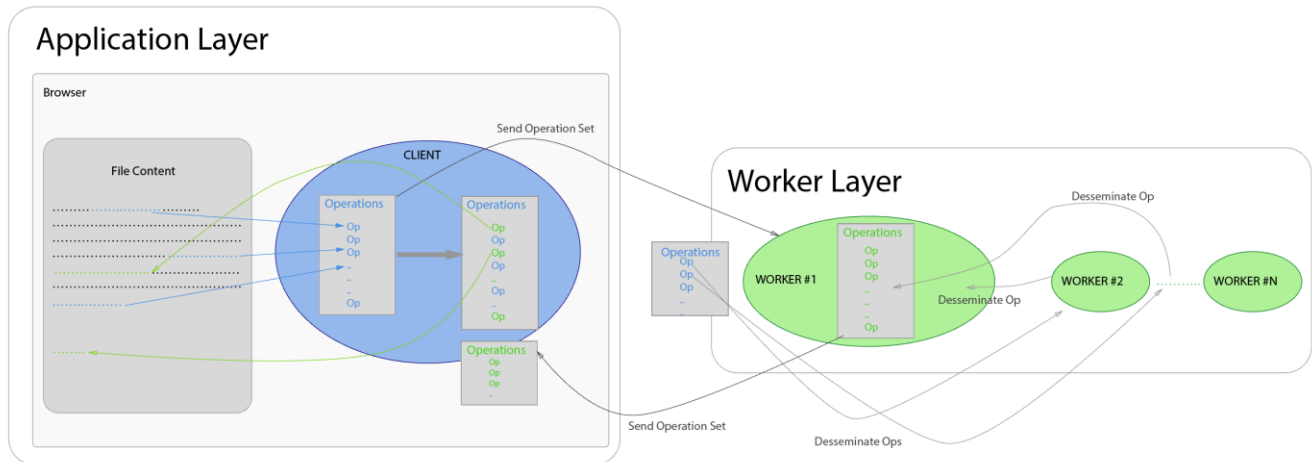 Application Layer
Browser
File Content
CLIENT
Operations
Op
Op
Op
..
..
..
Op
Operations
Op
Op
Op
Op
..
Op
..
Op
Operations
Op
Op
Op
Op
..
Send Operation Set
Send Operation Set
Operations
Op
Op
Op
..
..
Worker Layer
WORKER #1
Operations
Op
Op
Op
..
..
..
Op
Desseminate Op
Desseminate Op
WORKER #2
WORKER #N
Desseminate Ops